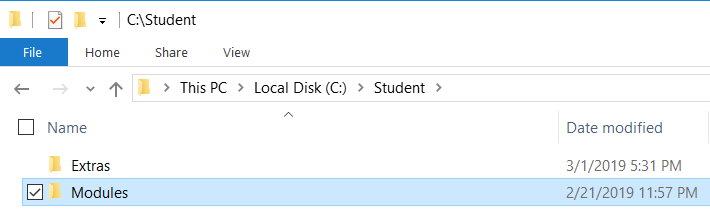 C:\Student
File Home Share View
This PC Local Disk (C:) Student
Name Date modified
Extras 3/1/2019 5:31 PM
Modules 2/21/2019 11:57 PM